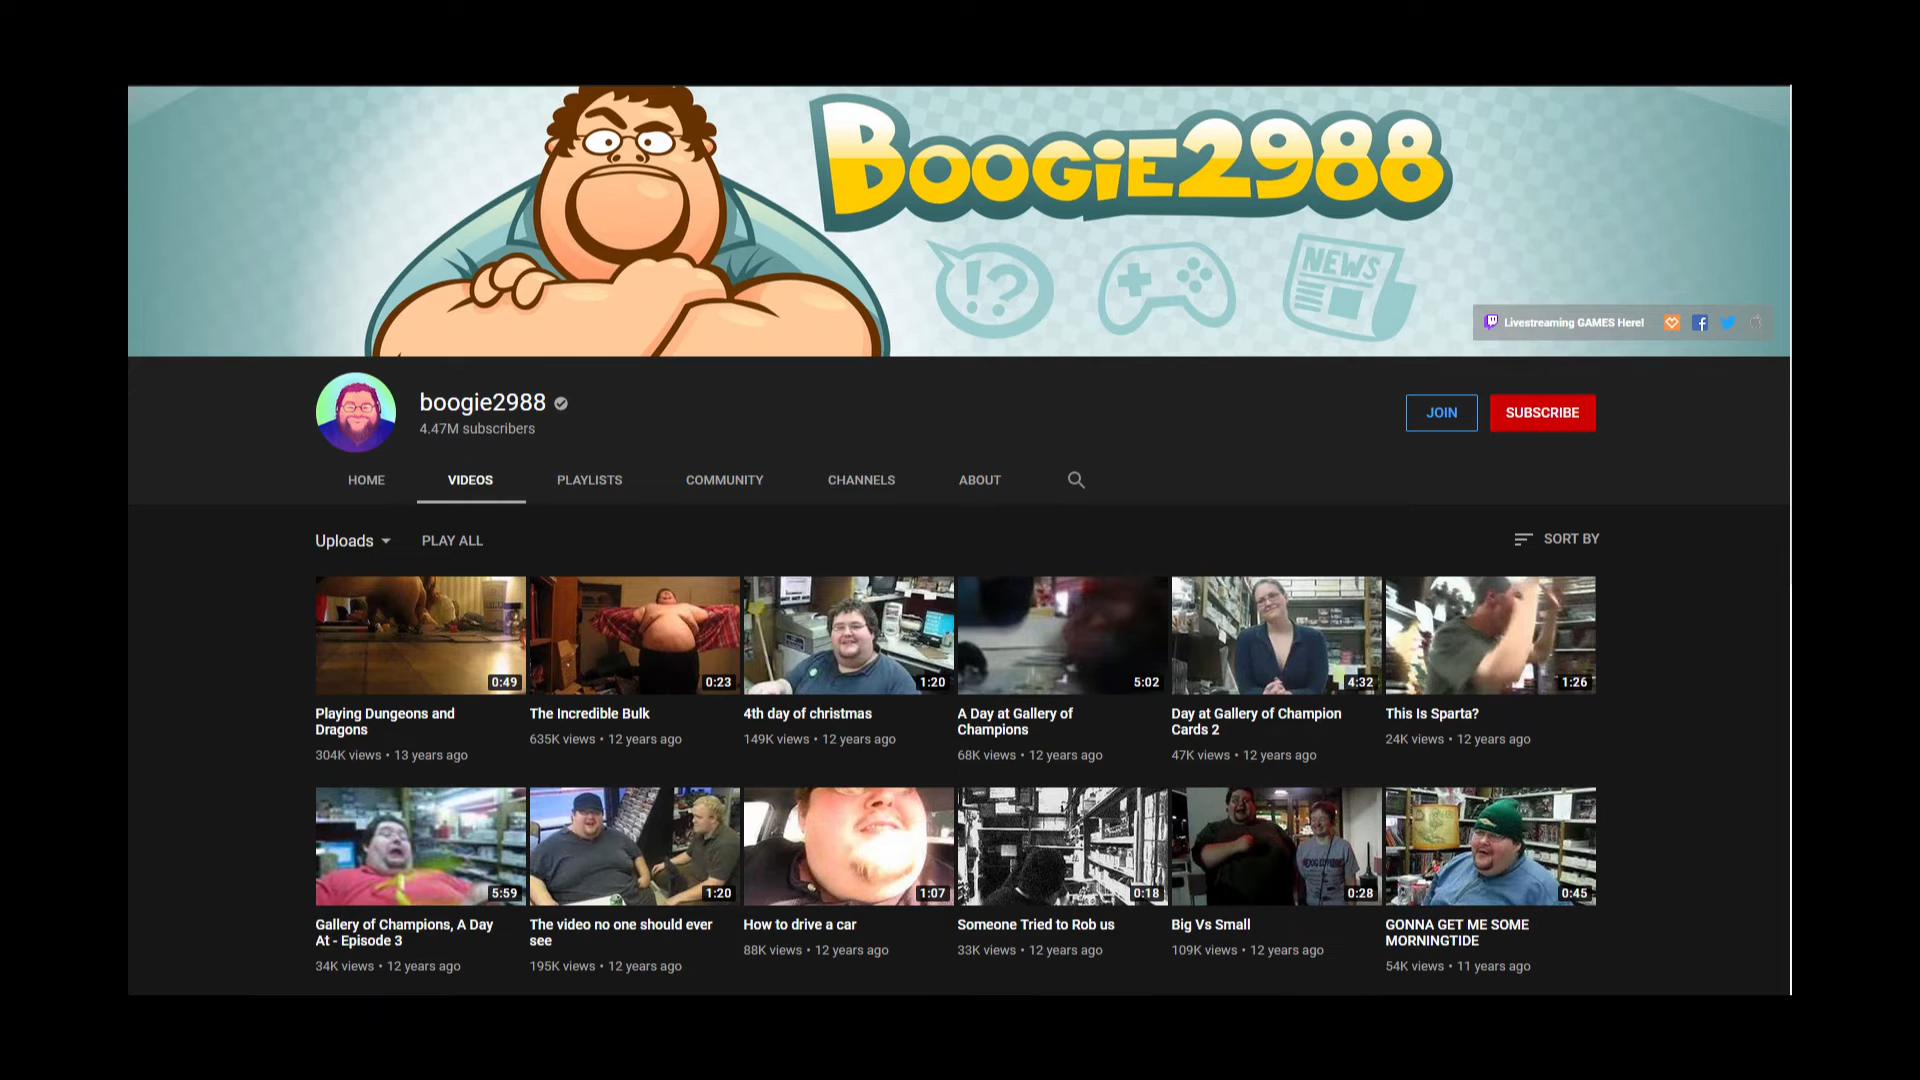 BOOGiE2988
!?
NEWS
Livestreaming GAMES Here!
boogie2988
4.47M subscribers
JOIN
SUBSCRIBE
HOME
VIDEOS
PLAYLISTS
COMMUNITY
CHANNELS
ABOUT
Uploads
PLAY ALL
SORT BY
0:49
0:23
1:20
5:02
4:32
1:26
Playing Dungeons and
Dragons
304K views • 13 years ago
The Incredible Bulk
635K views • 12 years ago
4th day of christmas
149K views • 12 years ago
A Day at Gallery of
Champions
68K views • 12 years ago
Day at Gallery of Champion
Cards 2
47K views • 12 years ago
This Is Sparta?
24K views • 12 years ago
5:59
1:20
1:07
0:18
0:28
0:45
Gallery of Champions, A Day
At - Episode 3
34K views • 12 years ago
The video no one should ever
see
195K views • 12 years ago
How to drive a car
88K views • 12 years ago
Someone Tried to Rob us
33K views • 12 years ago
Big Vs Small
109K views • 12 years ago
GONNA GET ME SOME
MORNINGTIDE
54K views • 11 years ago